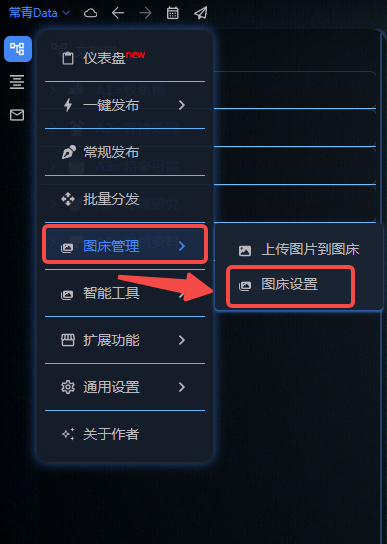 常青Data
仪表盘new
一键发布
常规发布
批量分发
图床管理
上传图片到图床
图床设置
智能工具
扩展功能
通用设置
关于作者